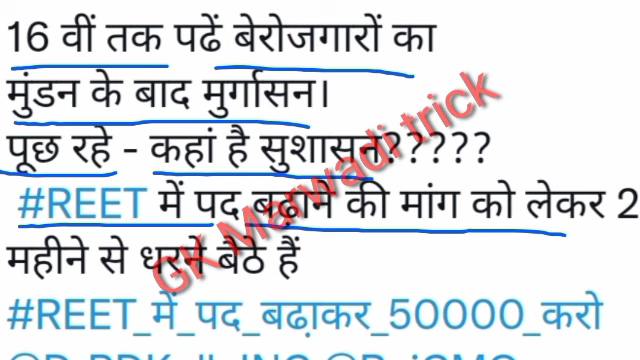 16 वीं तक पढें बेरोजगारों का
मुंडन के बाद मुर्गासन।
पूछ रहे - कहां है सुशासन?????
#REET में पद बढ़ाने की मांग को लेकर 2
महीने से धरने बैठे हैं
#REET_में_पद_बढा़कर_50000_करो
GK Marwadi trick